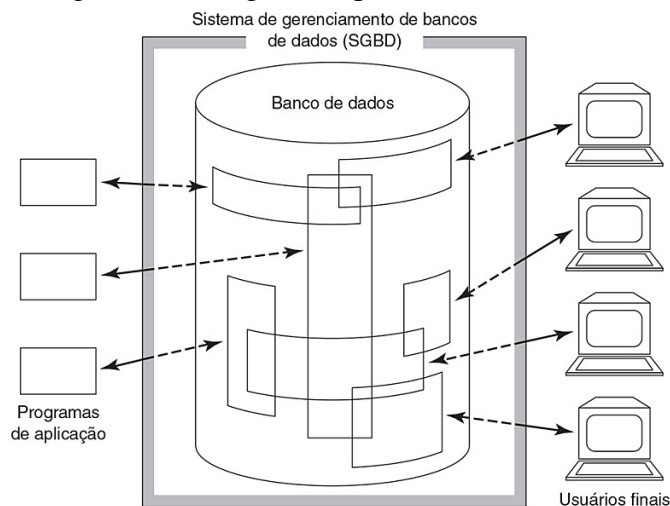 Sistema de gerenciamento de bancos
de dados (SGBD)
Banco de dados
Programas
de aplicação
Usuários finais